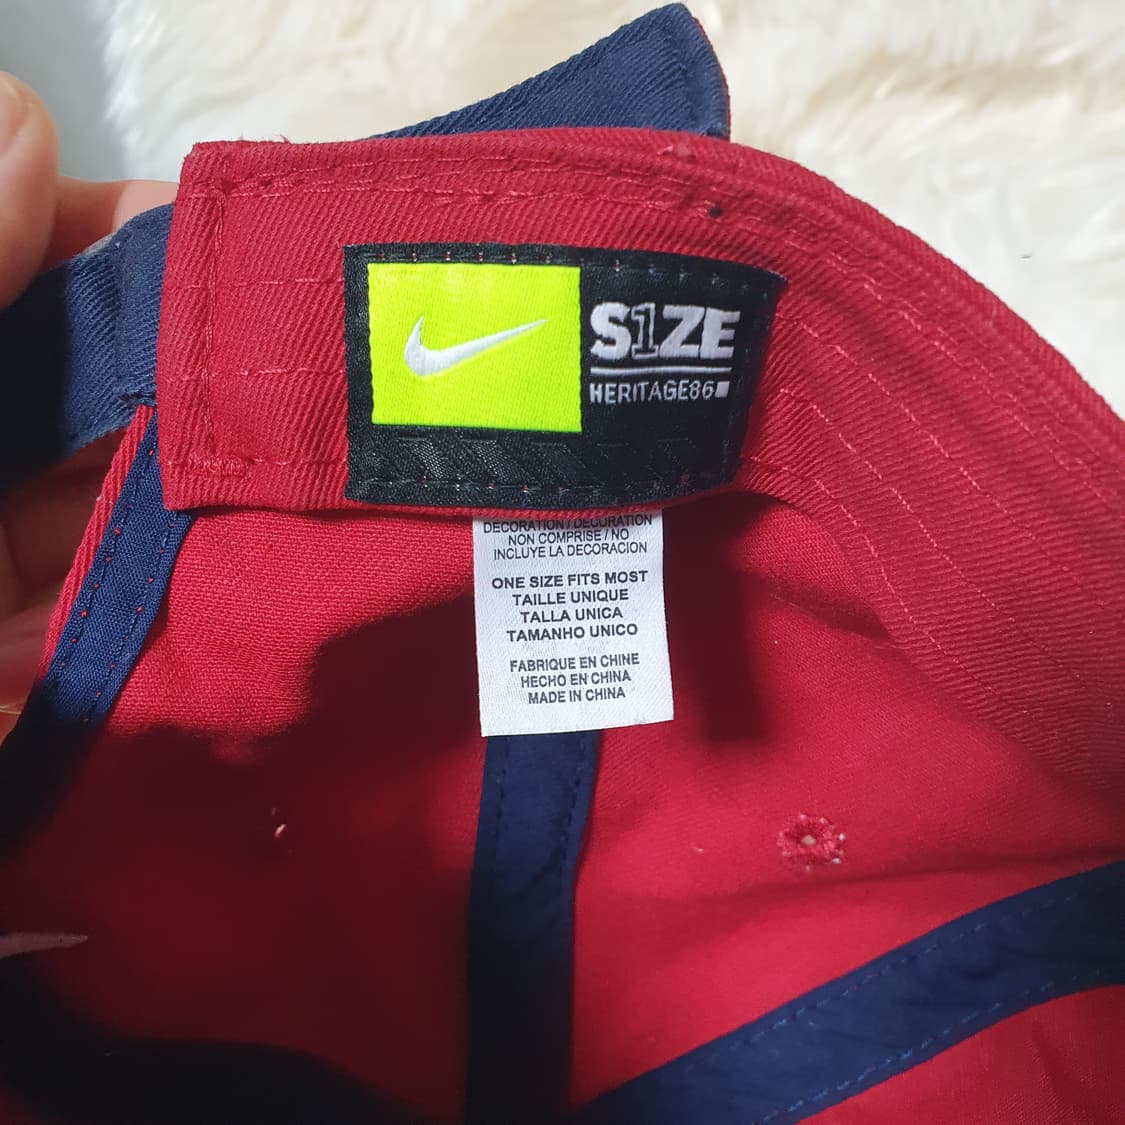 S1ZE
HERITAGE86
DECORATION / DÉCORATION
NON COMPRISE / NO
INCLUYE LA DECORACION
ONE SIZE FITS MOST
TAILLE UNIQUE
TALLA UNICA
TAMANHO UNICO
FABRIQUE EN CHINE
HECHO EN CHINA
MADE IN CHINA